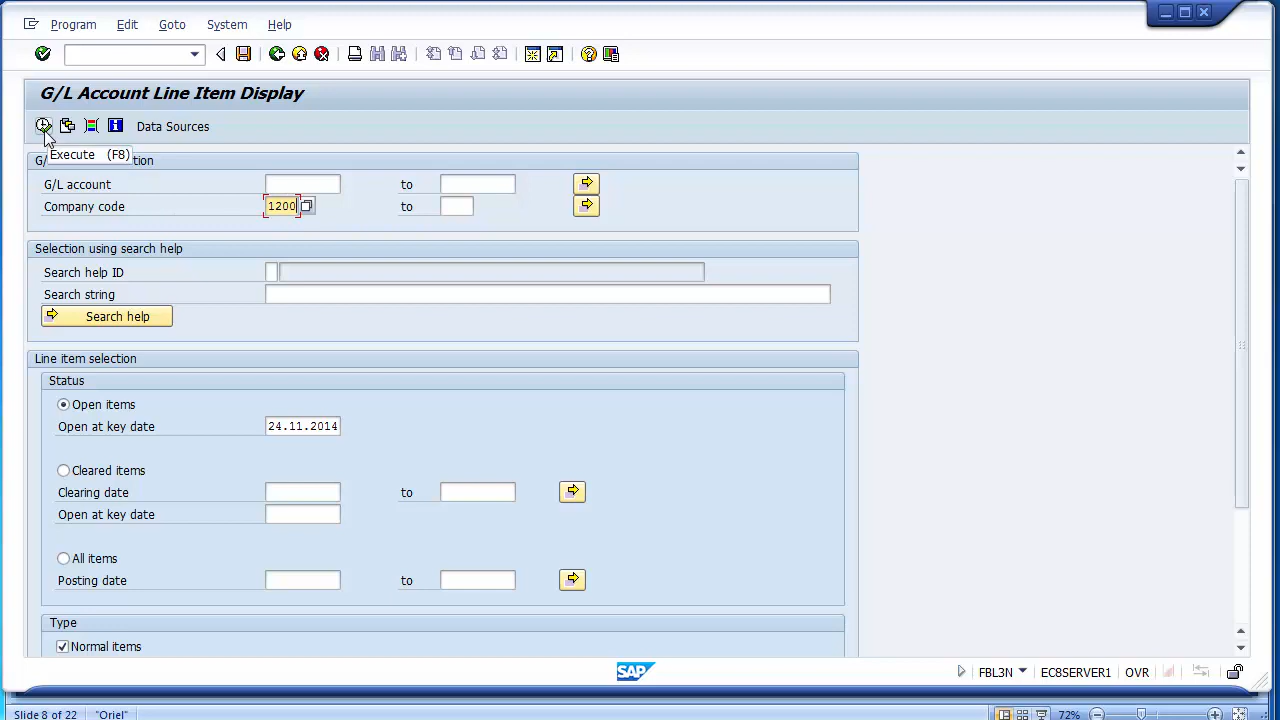 Program Edit Goto System Help
G/L Account Line Item Display
Data Sources
Execute (F8)
G/ tion
G/L account to
Company code 1200 to
Selection using search help
Search help ID
Search string
Search help
Line item selection
Status
Open items
Open at key date 24.11.2014
Cleared items
Clearing date to
Open at key date
All items
Posting date to
Type
Normal items
SAP
FBL3N EC8SERVER1 OVR
Slide 8 of 22 "Oriel" 72%